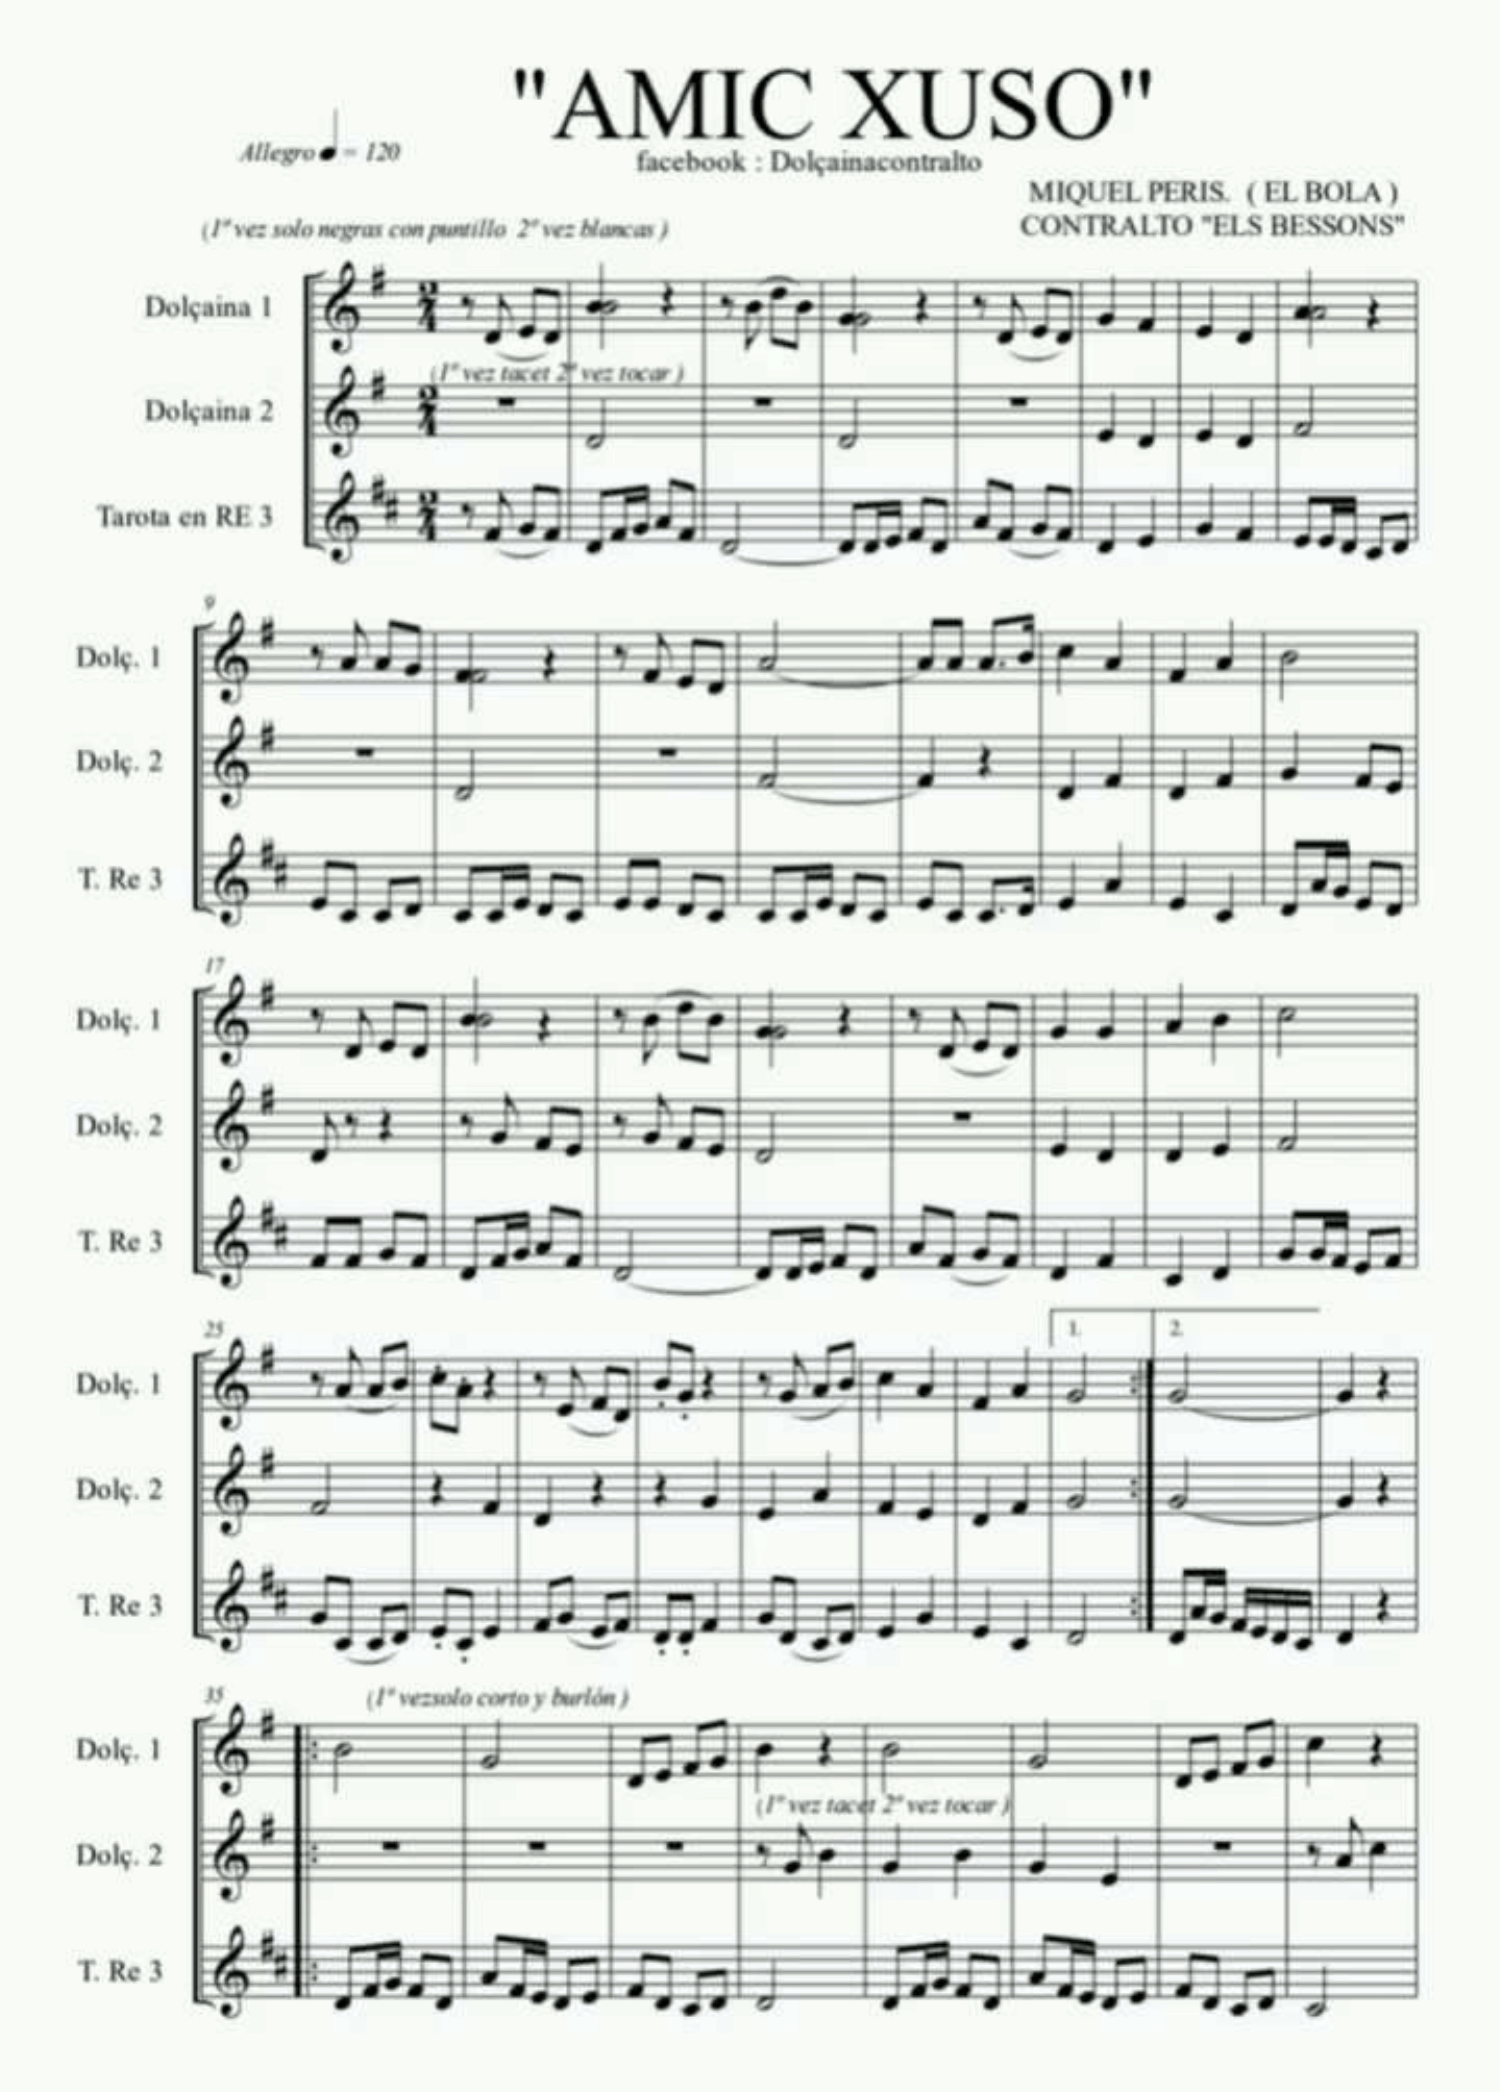 "AMIC XUSO"
Allegro = 120
facebook : Dolçainacontralto
MIQUEL PERIS. ( EL BOLA )
CONTRALTO "ELS BESSONS"
(1ª vez solo negras con puntillo 2ª vez blancas )
Dolçaina 1
2
4
(1ª vez tacet 2ª vez tocar )
Dolçaina 2
2
4
Tarota en RE 3
2
4
9
Dolç. 1
Dolç. 2
T. Re 3
17
Dolç. 1
Dolç. 2
T. Re 3
25
1.
2.
Dolç. 1
Dolç. 2
T. Re 3
35
(1ª vezsolo corto y burlón )
Dolç. 1
(1ª vez tacet 2ª vez tocar )
Dolç. 2
T. Re 3